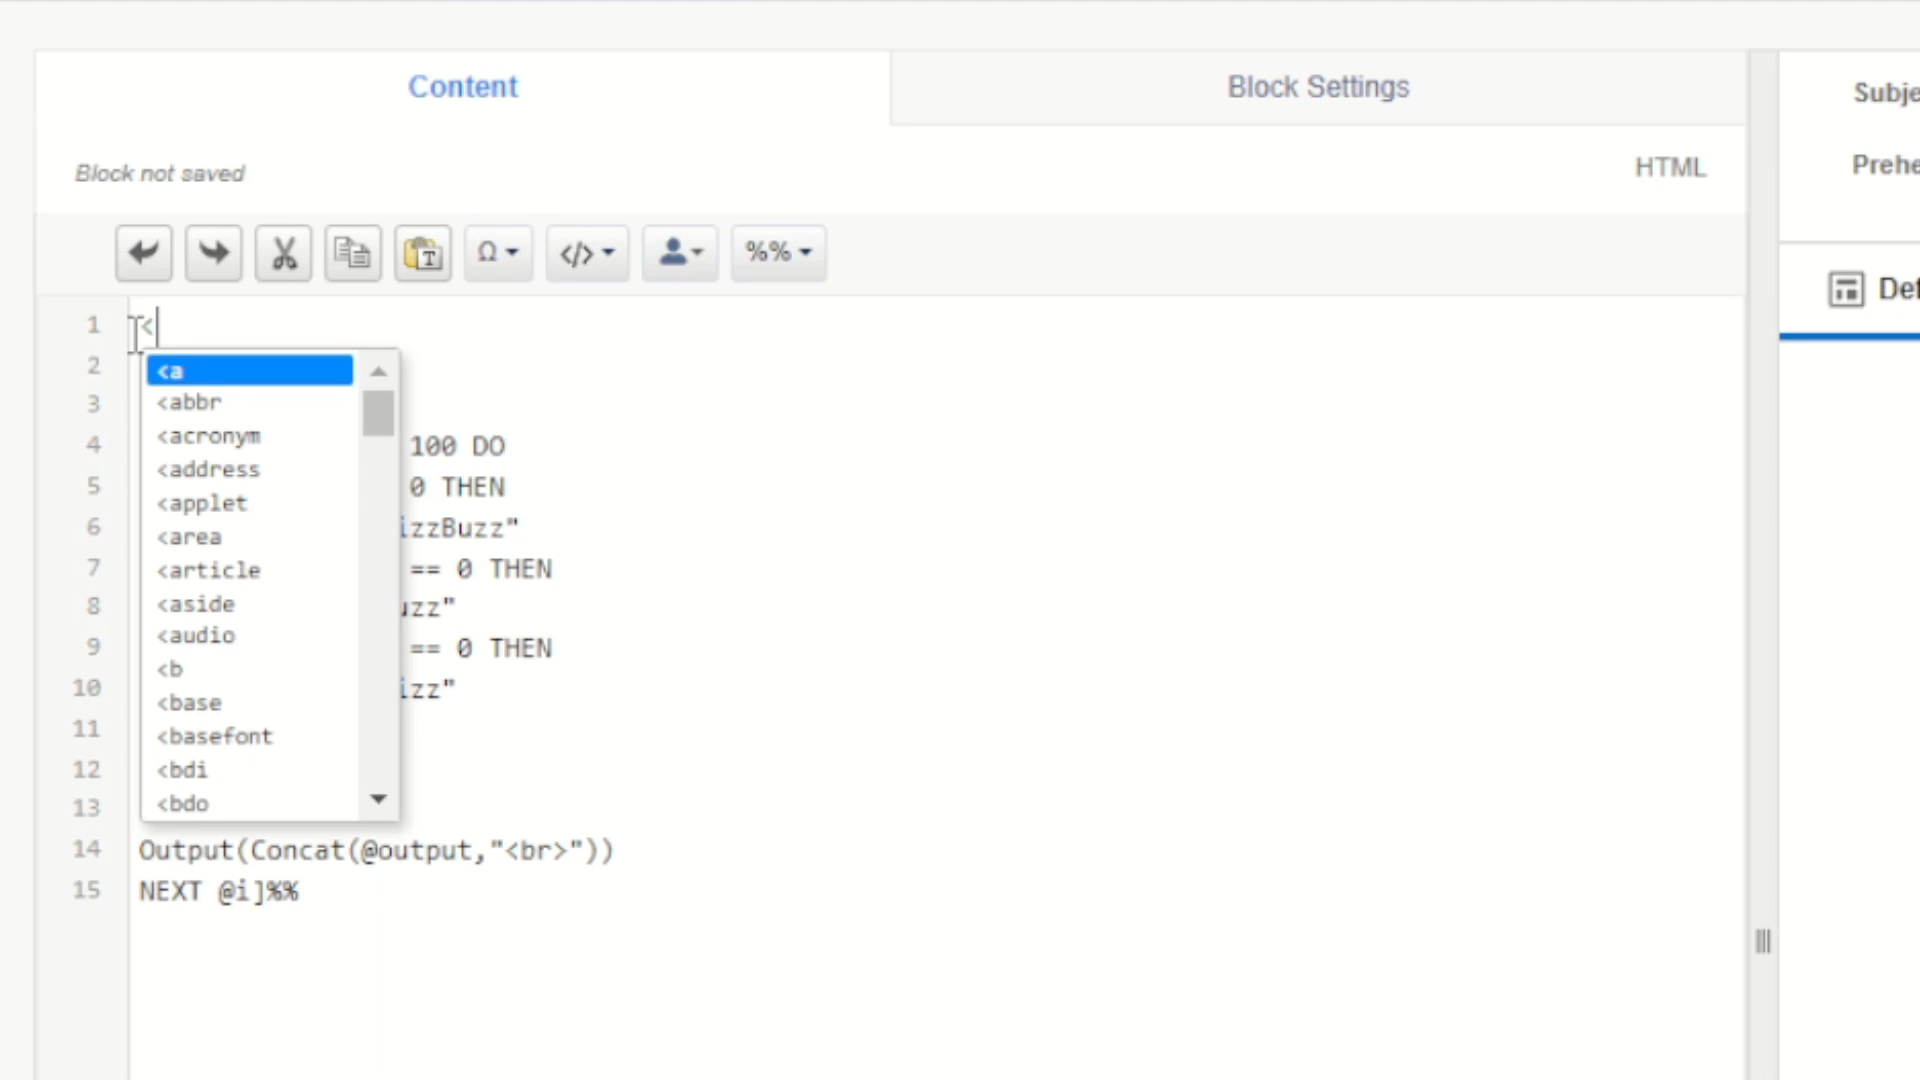 Content
Block Settings
Subje
Block not saved
HTML
Prehe
Ω
</>
%%
Def
1 <
2
3
4 100 DO
5 0 THEN
6 izzBuzz"
7 == 0 THEN
8 uzz"
9 == 0 THEN
10 izz"
11
12
13
14 Output(Concat(@output,"<br>"))
15 NEXT @i]%%
<a
<abbr
<acronym
<address
<applet
<area
<article
<aside
<audio
<b
<base
<basefont
<bdi
<bdo